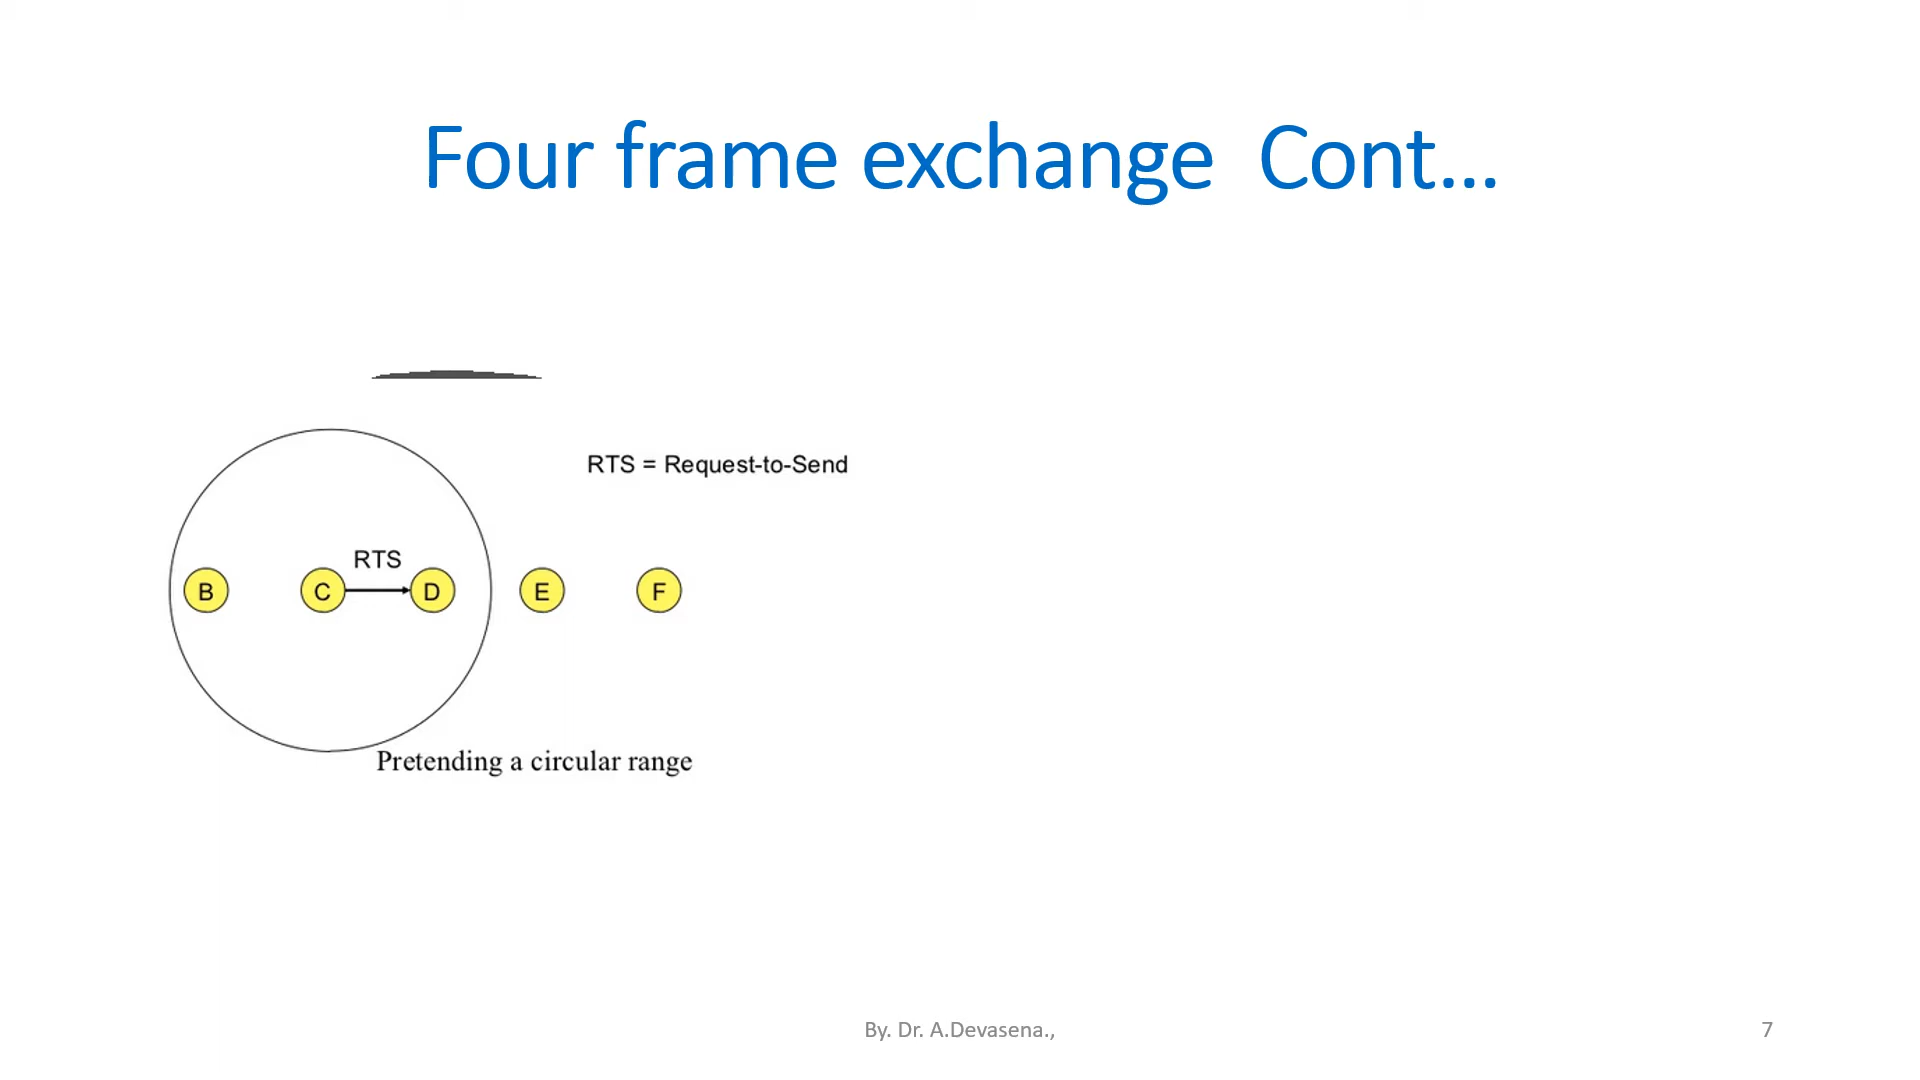 Four frame exchange  Cont...
RTS = Request-to-Send
RTS
B C D E F
Pretending a circular range
By. Dr. A.Devasena.,
7